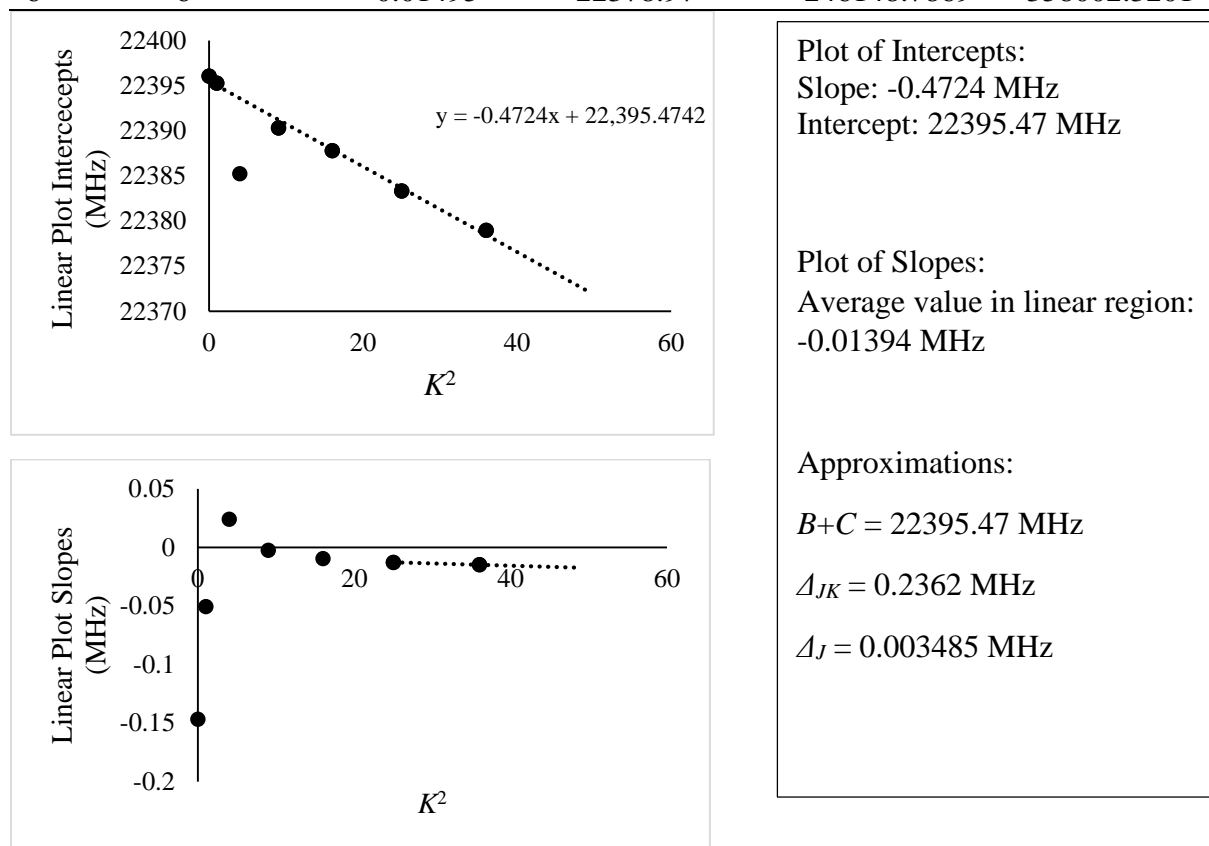 22400
22395
22390
22385
22380
22375
22370
0
20
40
60
Linear Plot Intercecepts
(MHz)
y = -0.4724x + 22,395.4742
K²
0.05
0
-0.05
-0.1
-0.15
-0.2
0
20
40
60
Linear Plot Slopes
(MHz)
K²
Plot of Intercepts:
Slope: -0.4724 MHz
Intercept: 22395.47 MHz
Plot of Slopes:
Average value in linear region:
-0.01394 MHz
Approximations:
B+C = 22395.47 MHz
Δ_JK = 0.2362 MHz
Δ_J = 0.003485 MHz